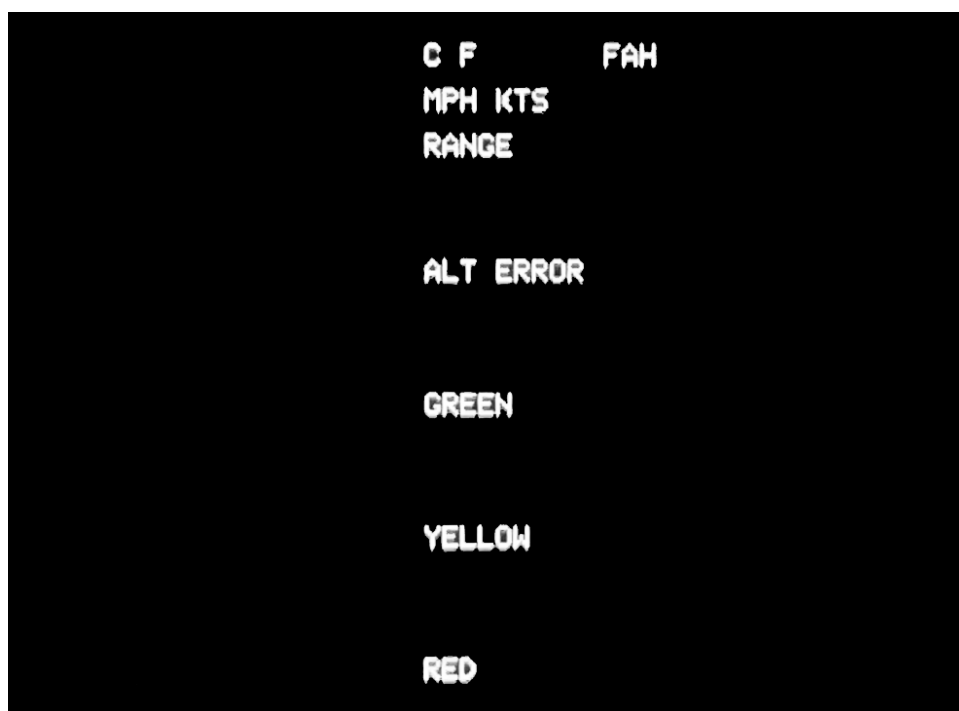 C F FAH
MPH KTS
RANGE
ALT ERROR
GREEN
YELLOW
RED